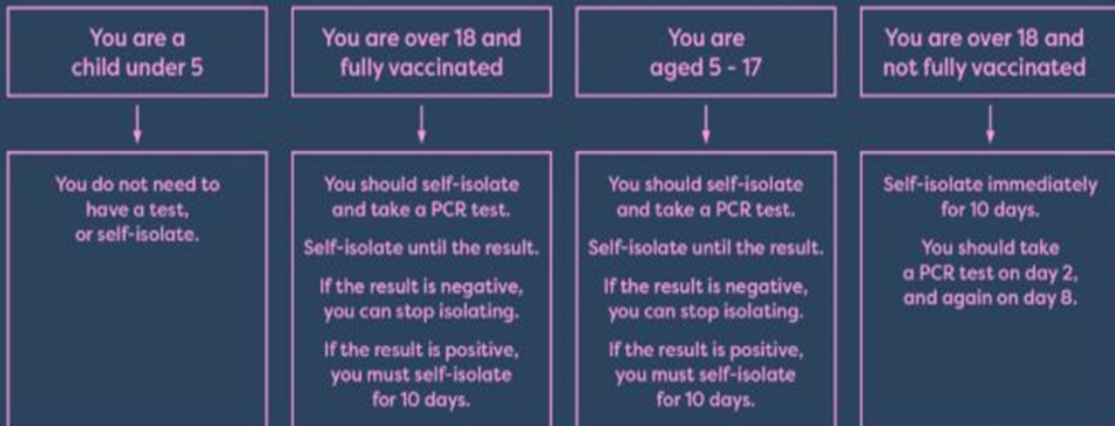 You are a
child under 5
You do not need to
have a test,
or self-isolate.
You are over 18 and
fully vaccinated
You should self-isolate
and take a PCR test.
Self-isolate until the result.
If the result is negative,
you can stop isolating.
If the result is positive,
you must self-isolate
for 10 days.
You are
aged 5 - 17
You should self-isolate
and take a PCR test.
Self-isolate until the result.
If the result is negative,
you can stop isolating.
If the result is positive,
you must self-isolate
for 10 days.
You are over 18 and
not fully vaccinated
Self-isolate immediately
for 10 days.
You should take
a PCR test on day 2,
and again on day 8.